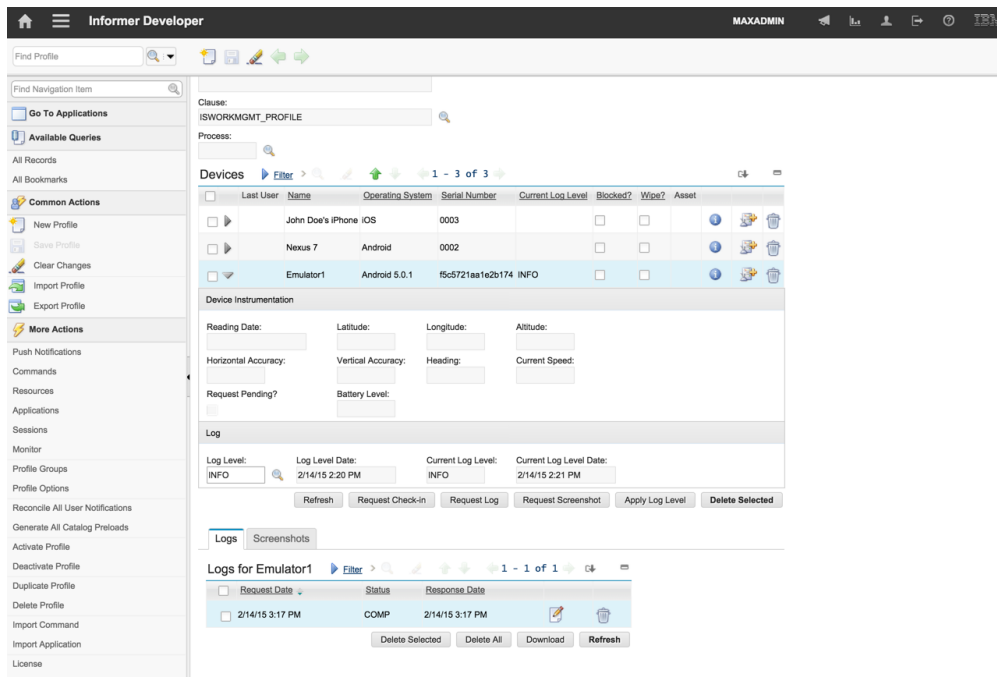 Informer Developer MAXADMIN IBM
Find Profile
Find Navigation Item
Go To Applications
Available Queries
All Records
All Bookmarks
Common Actions
New Profile
Save Profile
Clear Changes
Import Profile
Export Profile
More Actions
Push Notifications
Commands
Resources
Applications
Sessions
Monitor
Profile Groups
Profile Options
Reconcile All User Notifications
Generate All Catalog Preloads
Activate Profile
Deactivate Profile
Duplicate Profile
Delete Profile
Import Command
Import Application
License
Clause:
ISWORKMGMT_PROFILE
Process:
Devices Filter 1 - 3 of 3
Last User Name Operating System Serial Number Current Log Level Blocked? Wipe? Asset
John Doe's iPhone iOS 0003
Nexus 7 Android 0002
Emulator1 Android 5.0.1 f5c5721aa1e2b174 INFO
Device Instrumentation
Reading Date: Latitude: Longitude: Altitude:
Horizontal Accuracy: Vertical Accuracy: Heading: Current Speed:
Request Pending? Battery Level:
Log
Log Level: Log Level Date: Current Log Level: Current Log Level Date:
INFO 2/14/15 2:20 PM INFO 2/14/15 2:21 PM
Refresh Request Check-in Request Log Request Screenshot Apply Log Level Delete Selected
Logs Screenshots
Logs for Emulator1 Filter 1 - 1 of 1
Request Date Status Response Date
2/14/15 3:17 PM COMP 2/14/15 3:17 PM
Delete Selected Delete All Download Refresh